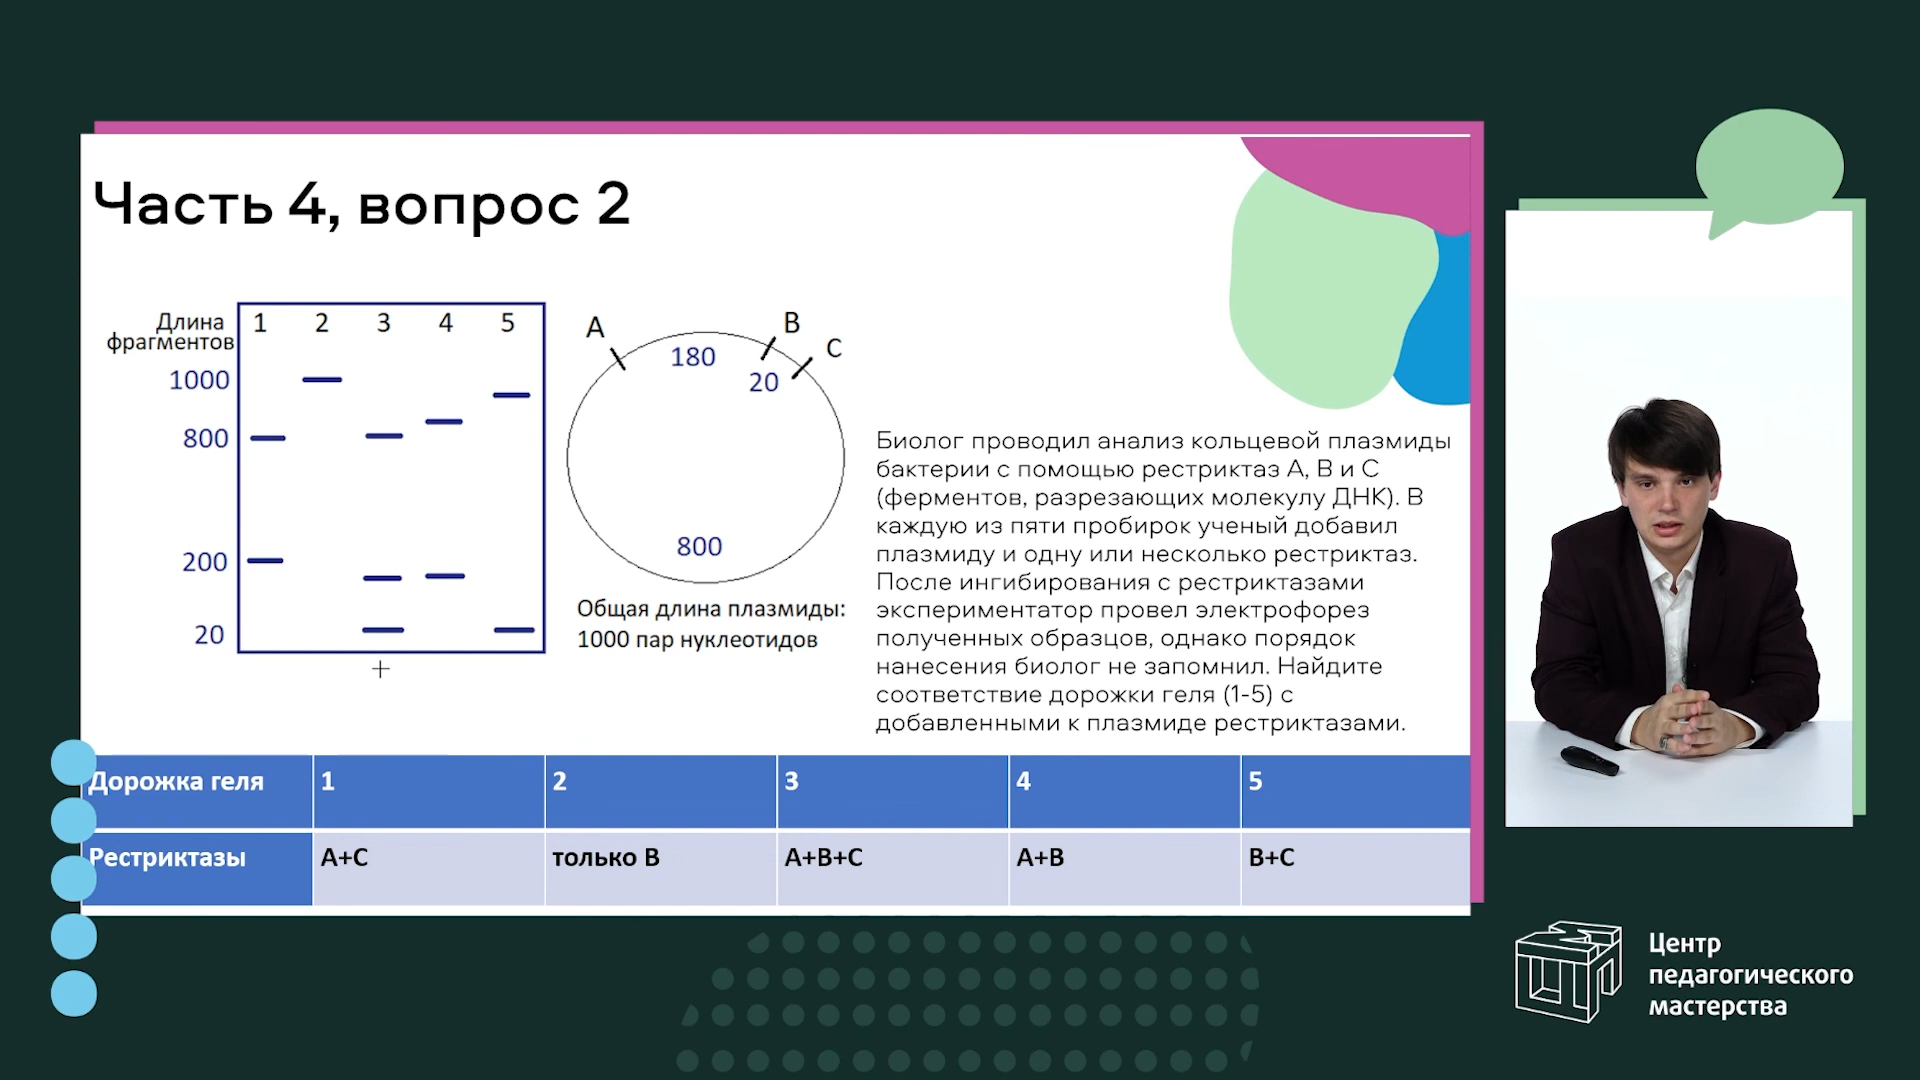 Часть 4, вопрос 2
Длина
фрагментов
1 2 3 4 5
1000
800
200
20
+
A
B
C
180
20
800
Общая длина плазмиды:
1000 пар нуклеотидов
Биолог проводил анализ кольцевой плазмиды
бактерии с помощью рестриктаз А, В и С
(ферментов, разрезающих молекулу ДНК). В
каждую из пяти пробирок ученый добавил
плазмиду и одну или несколько рестриктаз.
После ингибирования с рестриктазами
экспериментатор провел электрофорез
полученных образцов, однако порядок
нанесения биолог не запомнил. Найдите
соответствие дорожки геля (1-5) с
добавленными к плазмиде рестриктазами.
Дорожка геля 1 2 3 4 5
Рестриктазы А+С только В А+В+С А+В В+С
Центр
педагогического
мастерства